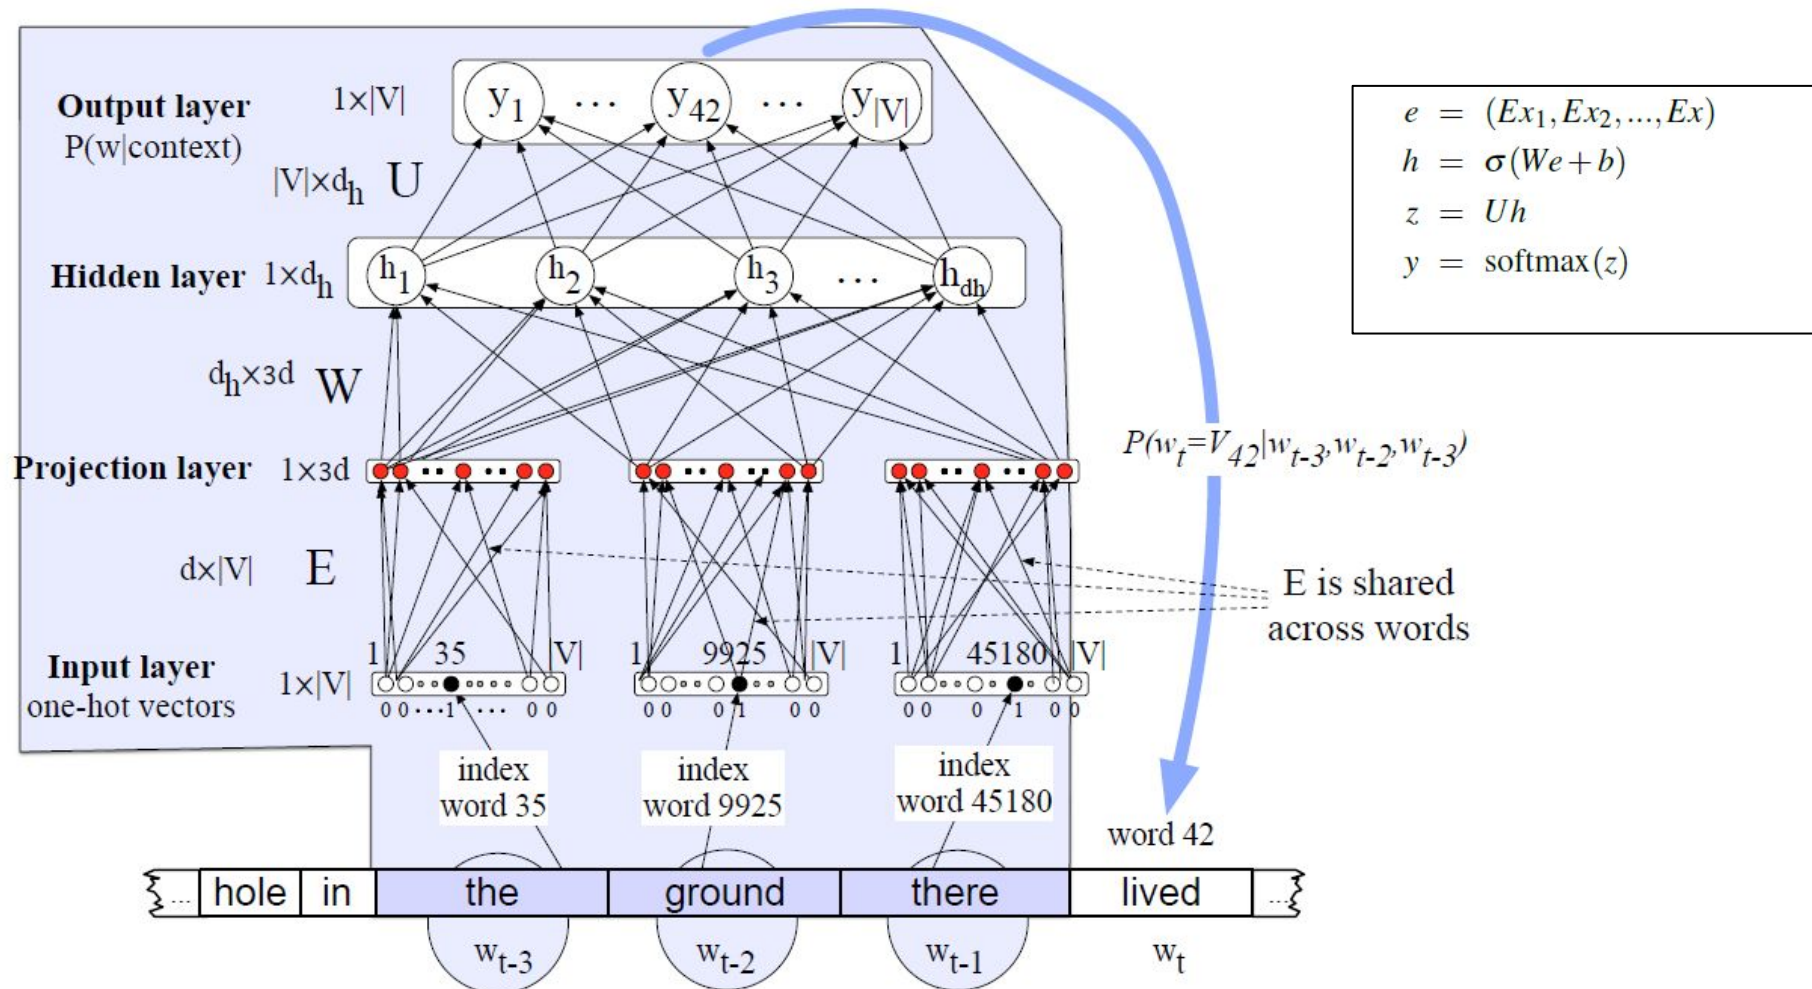 Output layer 1×|V| y1 ... y42 ... y|V|
P(w|context)
|V|×dh U
Hidden layer 1×dh h1 h2 h3 ... hdh
dh×3d W
Projection layer 1×3d
d×|V| E
E is shared
across words
Input layer
one-hot vectors
1×|V|
1 35 |V| 1 9925 |V| 1 45180 |V|
0 0 ... 1 ... 0 0 0 0 0 1 0 0 0 0 0 1 0 0
index
word 35
index
word 9925
index
word 45180
word 42
... hole in the ground there lived ...
wt-3 wt-2 wt-1 wt
P(wt=V42|wt-3,wt-2,wt-3)
e = (Ex1, Ex2, ..., Ex)
h = σ(We + b)
z = Uh
y = softmax(z)